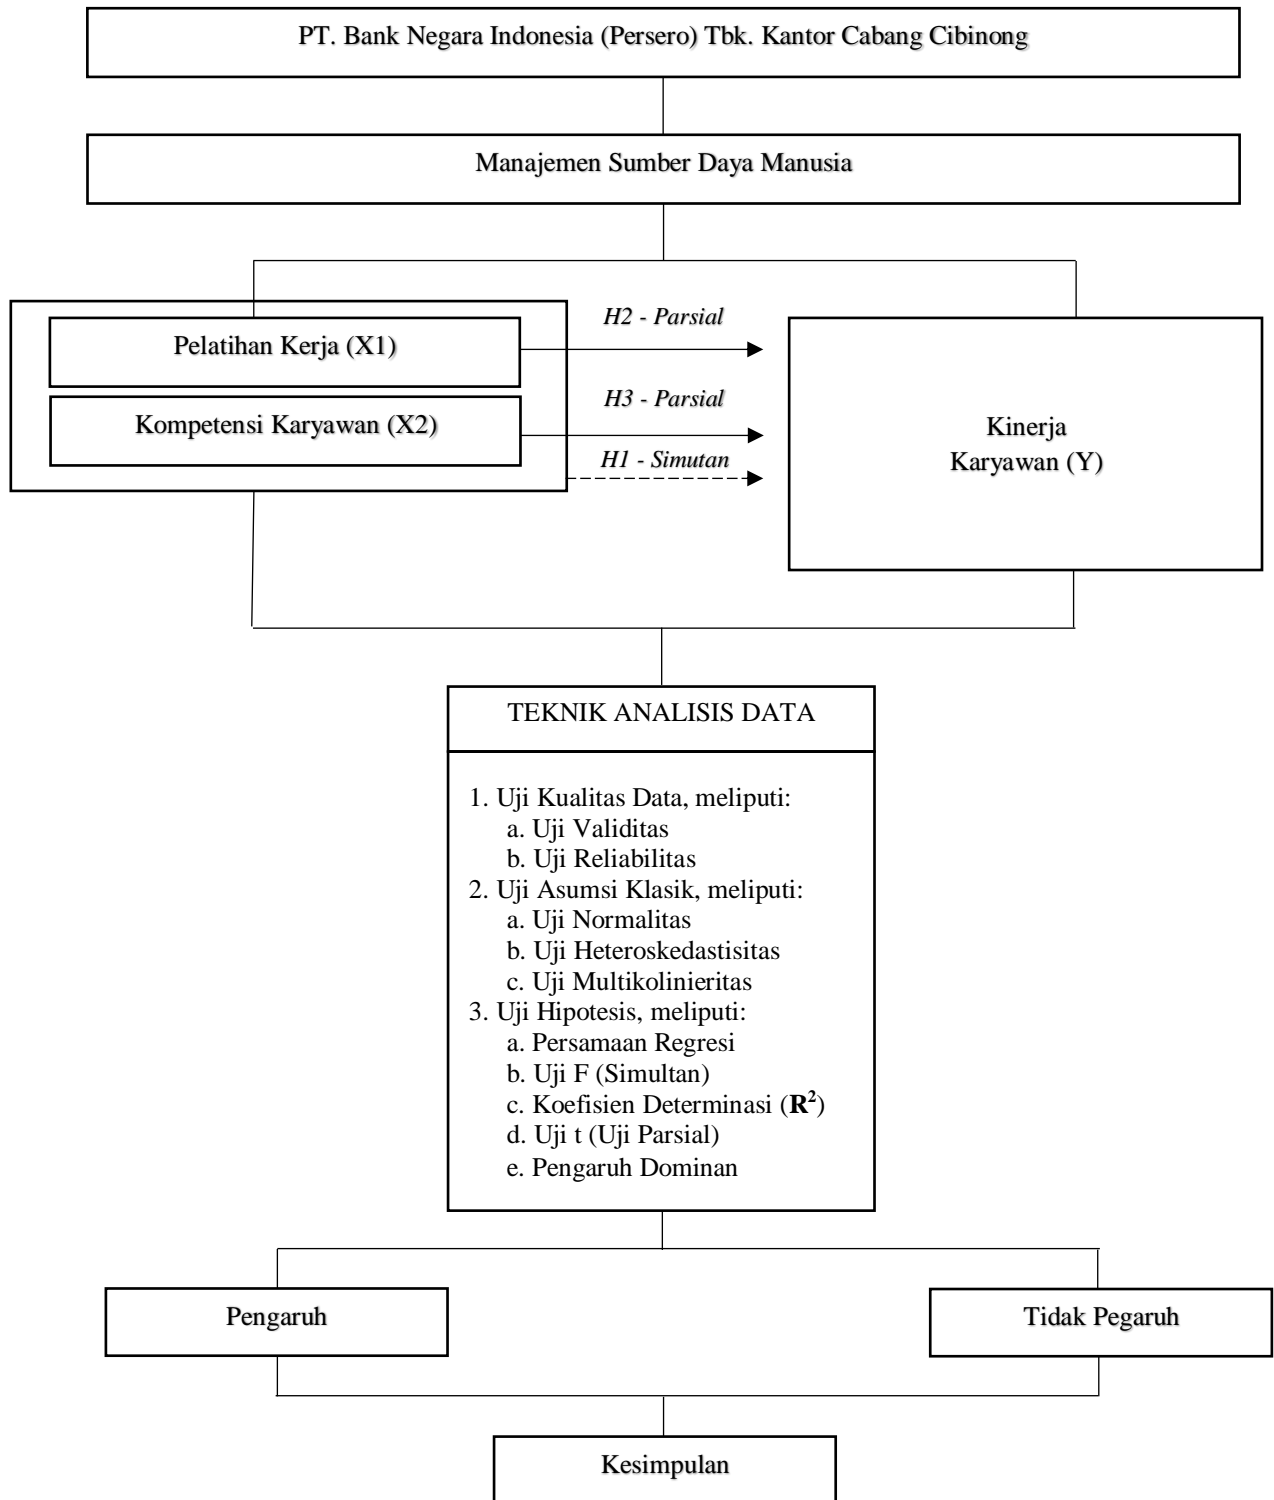 PT. Bank Negara Indonesia (Persero) Tbk. Kantor Cabang Cibinong
Manajemen Sumber Daya Manusia
H2 - Parsial
Pelatihan Kerja (X1)
H3 - Parsial
Kompetensi Karyawan (X2)
H1 - Simutan
Kinerja
Karyawan (Y)
TEKNIK ANALISIS DATA
1. Uji Kualitas Data, meliputi:
a. Uji Validitas
b. Uji Reliabilitas
2. Uji Asumsi Klasik, meliputi:
a. Uji Normalitas
b. Uji Heteroskedastisitas
c. Uji Multikolinieritas
3. Uji Hipotesis, meliputi:
a. Persamaan Regresi
b. Uji F (Simultan)
c. Koefisien Determinasi (R²)
d. Uji t (Uji Parsial)
e. Pengaruh Dominan
Pengaruh
Tidak Pegaruh
Kesimpulan